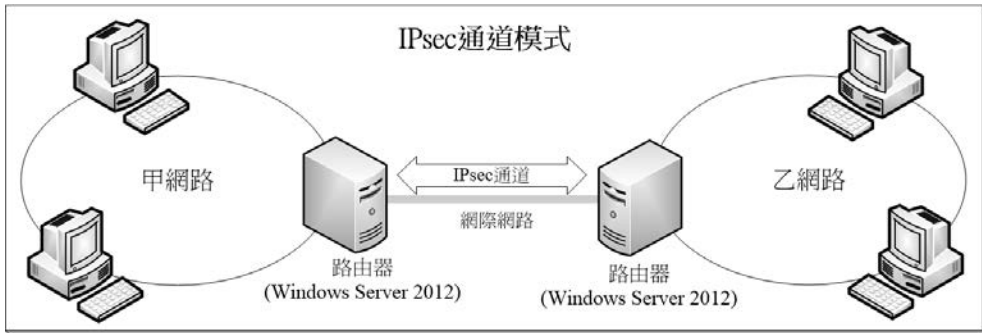 IPsec通道模式
甲網路
IPsec通道
網際網路
乙網路
路由器
(Windows Server 2012)
路由器
(Windows Server 2012)